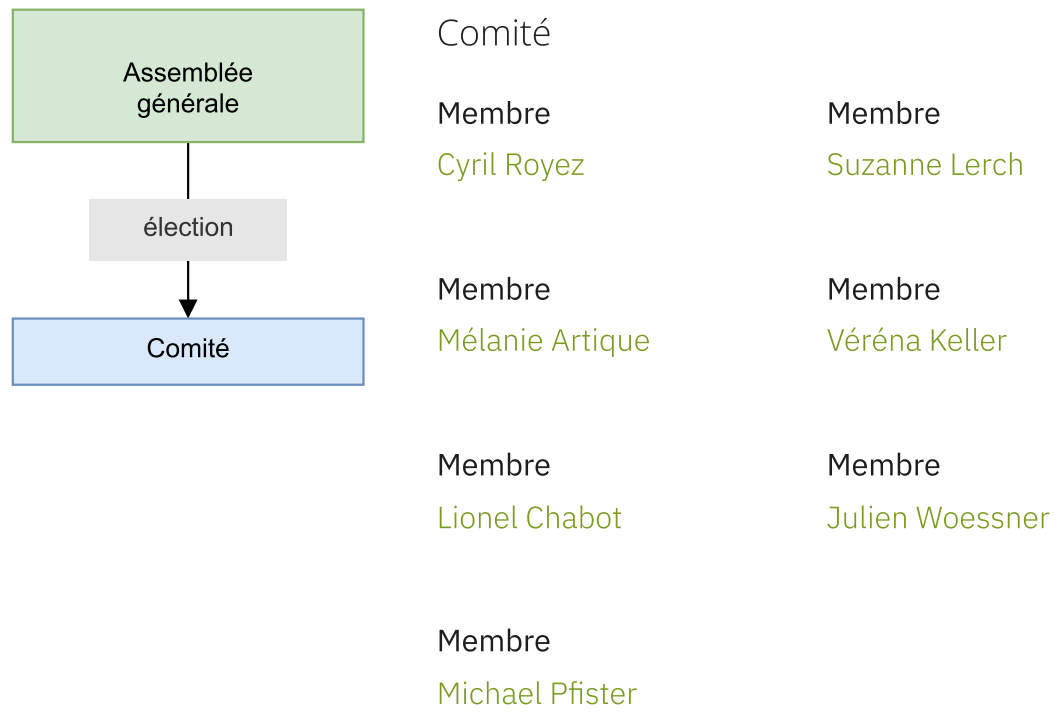 Assemblée
générale
élection
Comité
Comité
Membre
Cyril Royez
Membre
Suzanne Lerch
Membre
Mélanie Artique
Membre
Véréna Keller
Membre
Lionel Chabot
Membre
Julien Woessner
Membre
Michael Pfister